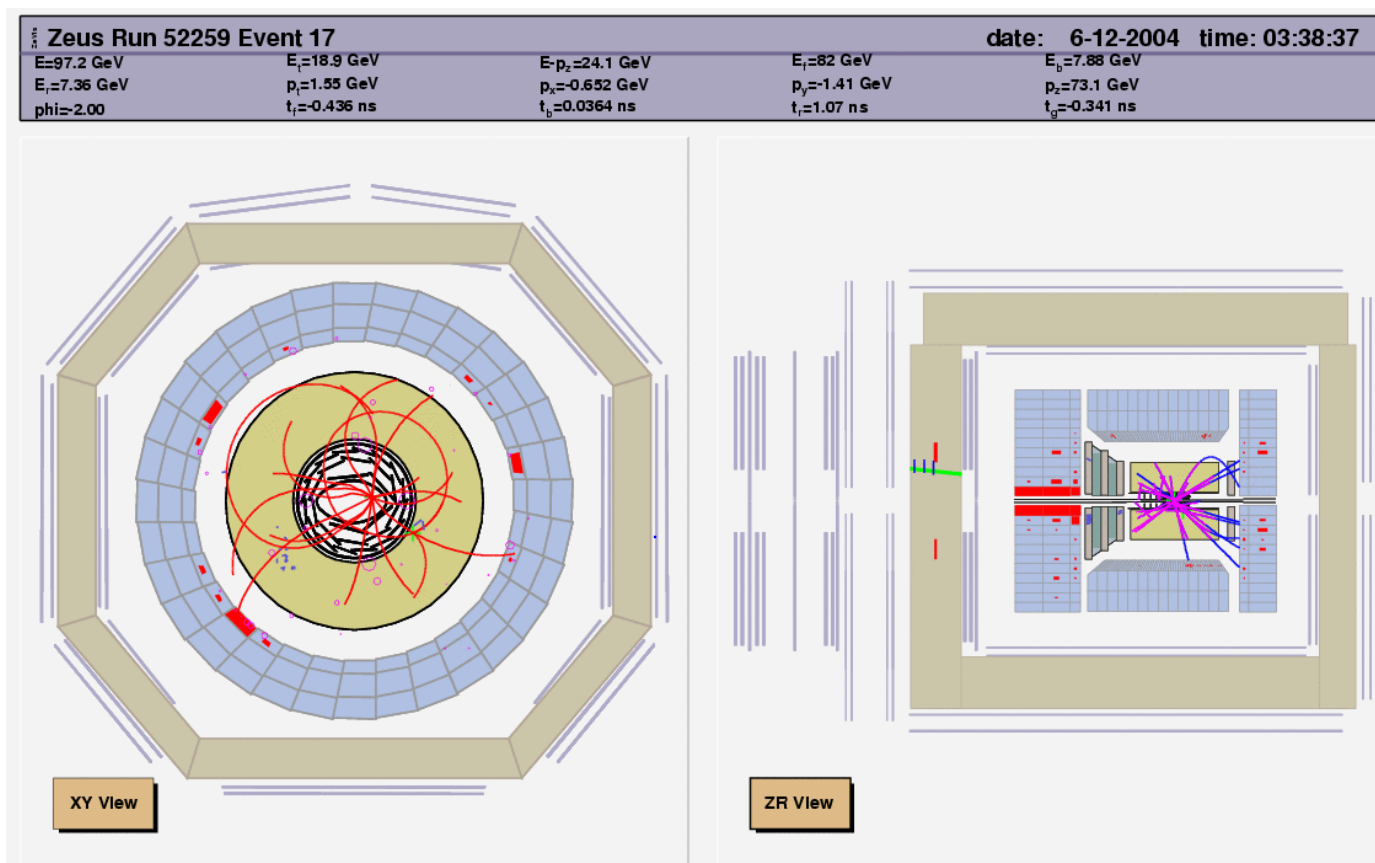 ZeVis Zeus Run 52259 Event 17 date: 6-12-2004 time: 03:38:37
E=97.2 GeV Et=18.9 GeV E-pz=24.1 GeV Ef=82 GeV Eb=7.88 GeV
Er=7.36 GeV pt=1.55 GeV px=-0.652 GeV py=-1.41 GeV pz=73.1 GeV
phi=-2.00 tf=-0.436 ns tb=0.0364 ns tr=1.07 ns tg=-0.341 ns
XY View ZR View